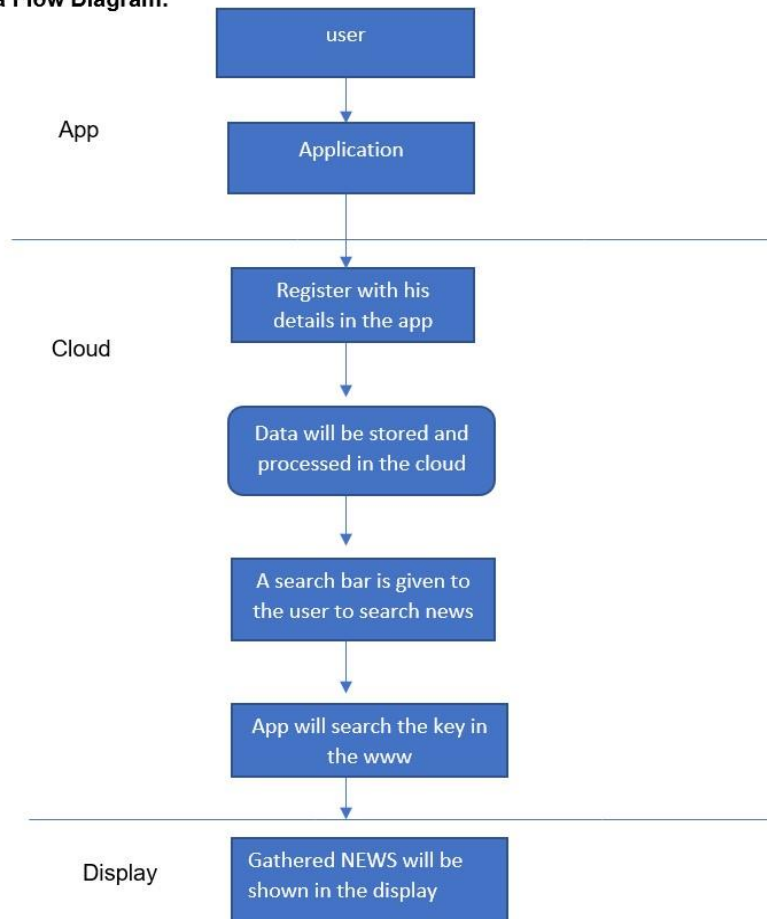 a Flow Diagram:
user
App
Application
Register with his
details in the app
Cloud
Data will be stored and
processed in the cloud
A search bar is given to
the user to search news
App will search the key in
the www
Gathered NEWS will be
shown in the display
Display